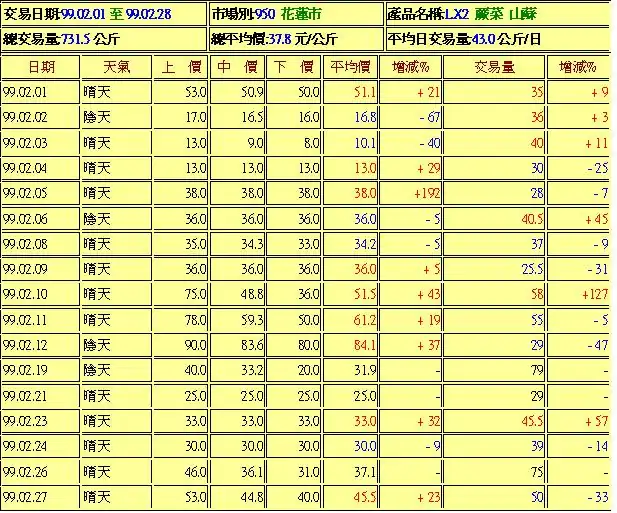 交易日期:99.02.01 至 99.02.28 市場別:950 花蓮市 產品名稱:LX2 蕨菜 山蘇
總交易量:731.5 公斤 總平均價:37.8 元/公斤 平均日交易量:43.0 公斤/日
日期 天氣 上 價 中 價 下 價 平均價 增減% 交易量 增減%
99.02.01 晴天 53.0 50.9 50.0 51.1 + 21 35 + 9
99.02.02 陰天 17.0 16.5 16.0 16.8 - 67 36 + 3
99.02.03 晴天 13.0 9.0 8.0 10.1 - 40 40 + 11
99.02.04 晴天 13.0 13.0 13.0 13.0 + 29 30 - 25
99.02.05 晴天 38.0 38.0 38.0 38.0 +192 28 - 7
99.02.06 陰天 36.0 36.0 36.0 36.0 - 5 40.5 + 45
99.02.08 晴天 35.0 34.3 33.0 34.2 - 5 37 - 9
99.02.09 晴天 36.0 36.0 36.0 36.0 + 5 25.5 - 31
99.02.10 晴天 75.0 48.8 36.0 51.5 + 43 58 +127
99.02.11 晴天 78.0 59.3 50.0 61.2 + 19 55 - 5
99.02.12 陰天 90.0 83.6 80.0 84.1 + 37 29 - 47
99.02.19 陰天 40.0 33.2 20.0 31.9 - 79 -
99.02.21 晴天 25.0 25.0 25.0 25.0 - 29 -
99.02.23 晴天 33.0 33.0 33.0 33.0 + 32 45.5 + 57
99.02.24 晴天 30.0 30.0 30.0 30.0 - 9 39 - 14
99.02.26 晴天 46.0 36.1 31.0 37.1 - 75 -
99.02.27 晴天 53.0 44.8 40.0 45.5 + 23 50 - 33